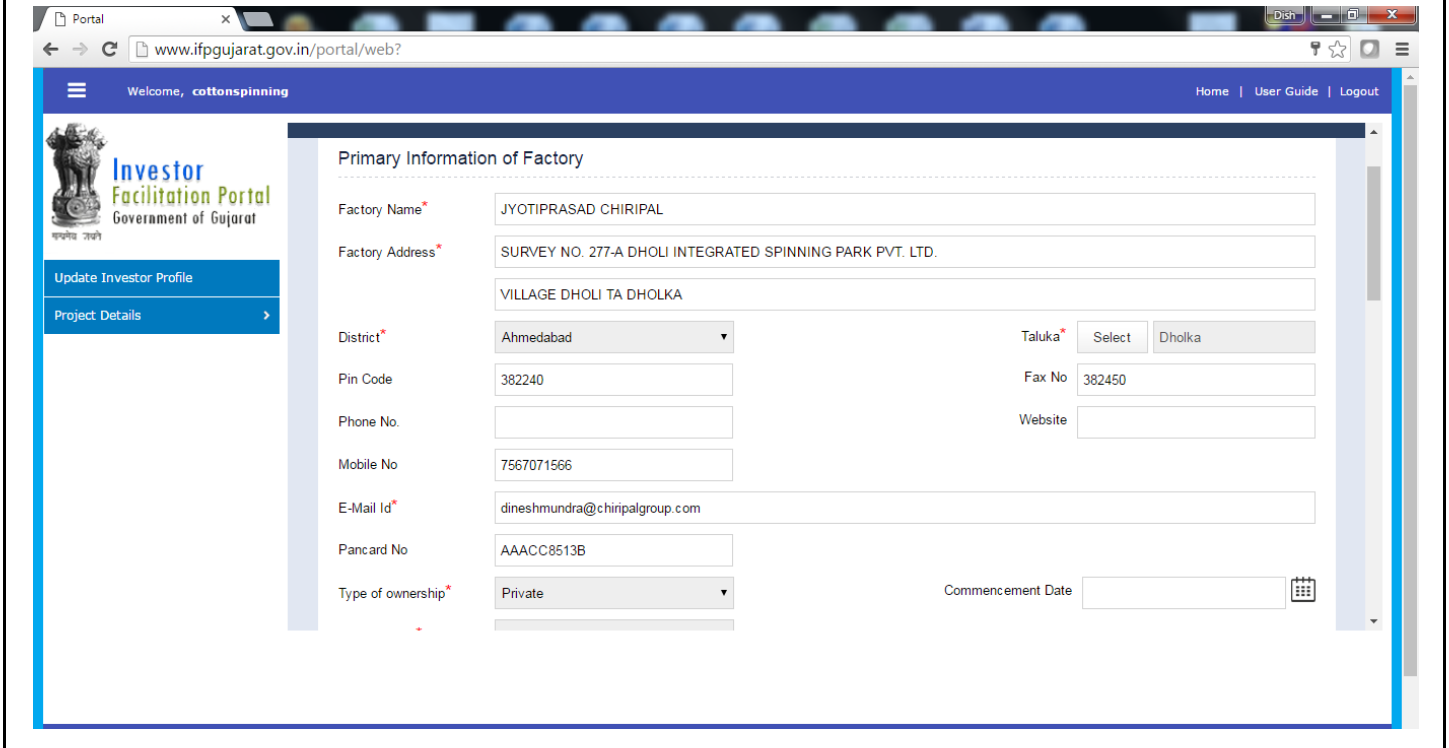 Portal ×
Dish
www.ifpgujarat.gov.in/portal/web?
Welcome, cottonspinning
Home | User Guide | Logout
Investor
Facilitation Portal
Government of Gujarat
सत्यमेव जयते
Update Investor Profile
Project Details
Primary Information of Factory
Factory Name* JYOTIPRASAD CHIRIPAL
Factory Address* SURVEY NO. 277-A DHOLI INTEGRATED SPINNING PARK PVT. LTD.
VILLAGE DHOLI TA DHOLKA
District* Ahmedabad Taluka* Select Dholka
Pin Code 382240 Fax No 382450
Phone No. Website
Mobile No 7567071566
E-Mail Id* dineshmundra@chiripalgroup.com
Pancard No AAACC8513B
Type of ownership* Private Commencement Date